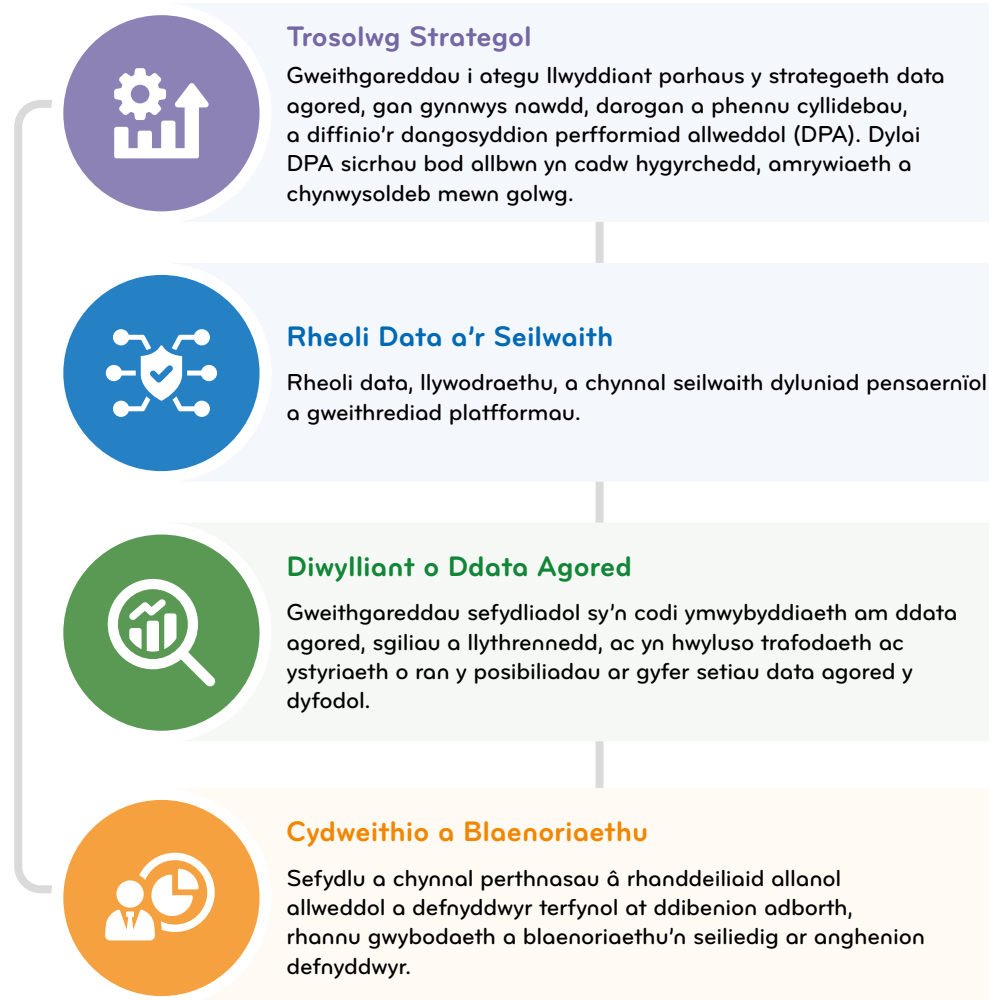 Trosolwg Strategol
Gweithgareddau i ategu llwyddiant parhaus y strategaeth data
agored, gan gynnwys nawdd, darogan a phennu cyllidebau,
a diffinio'r dangosyddion perfformiad allweddol (DPA). Dylai
DPA sicrhau bod allbwn yn cadw hygyrchedd, amrywiaeth a
chynwysoldeb mewn golwg.
Rheoli Data a'r Seilwaith
Rheoli data, llywodraethu, a chynnal seilwaith dyluniad pensaernïol
a gweithrediad platfformau.
Diwylliant o Ddata Agored
Gweithgareddau sefydliadol sy'n codi ymwybyddiaeth am ddata
agored, sgiliau a llythrennedd, ac yn hwyluso trafodaeth ac
ystyriaeth o ran y posibiliadau ar gyfer setiau data agored y
dyfodol.
Cydweithio a Blaenoriaethu
Sefydlu a chynnal perthnasau â rhanddeiliaid allanol
allweddol a defnyddwyr terfynol at ddibenion adborth,
rhannu gwybodaeth a blaenoriaethu'n seiliedig ar anghenion
defnyddwyr.